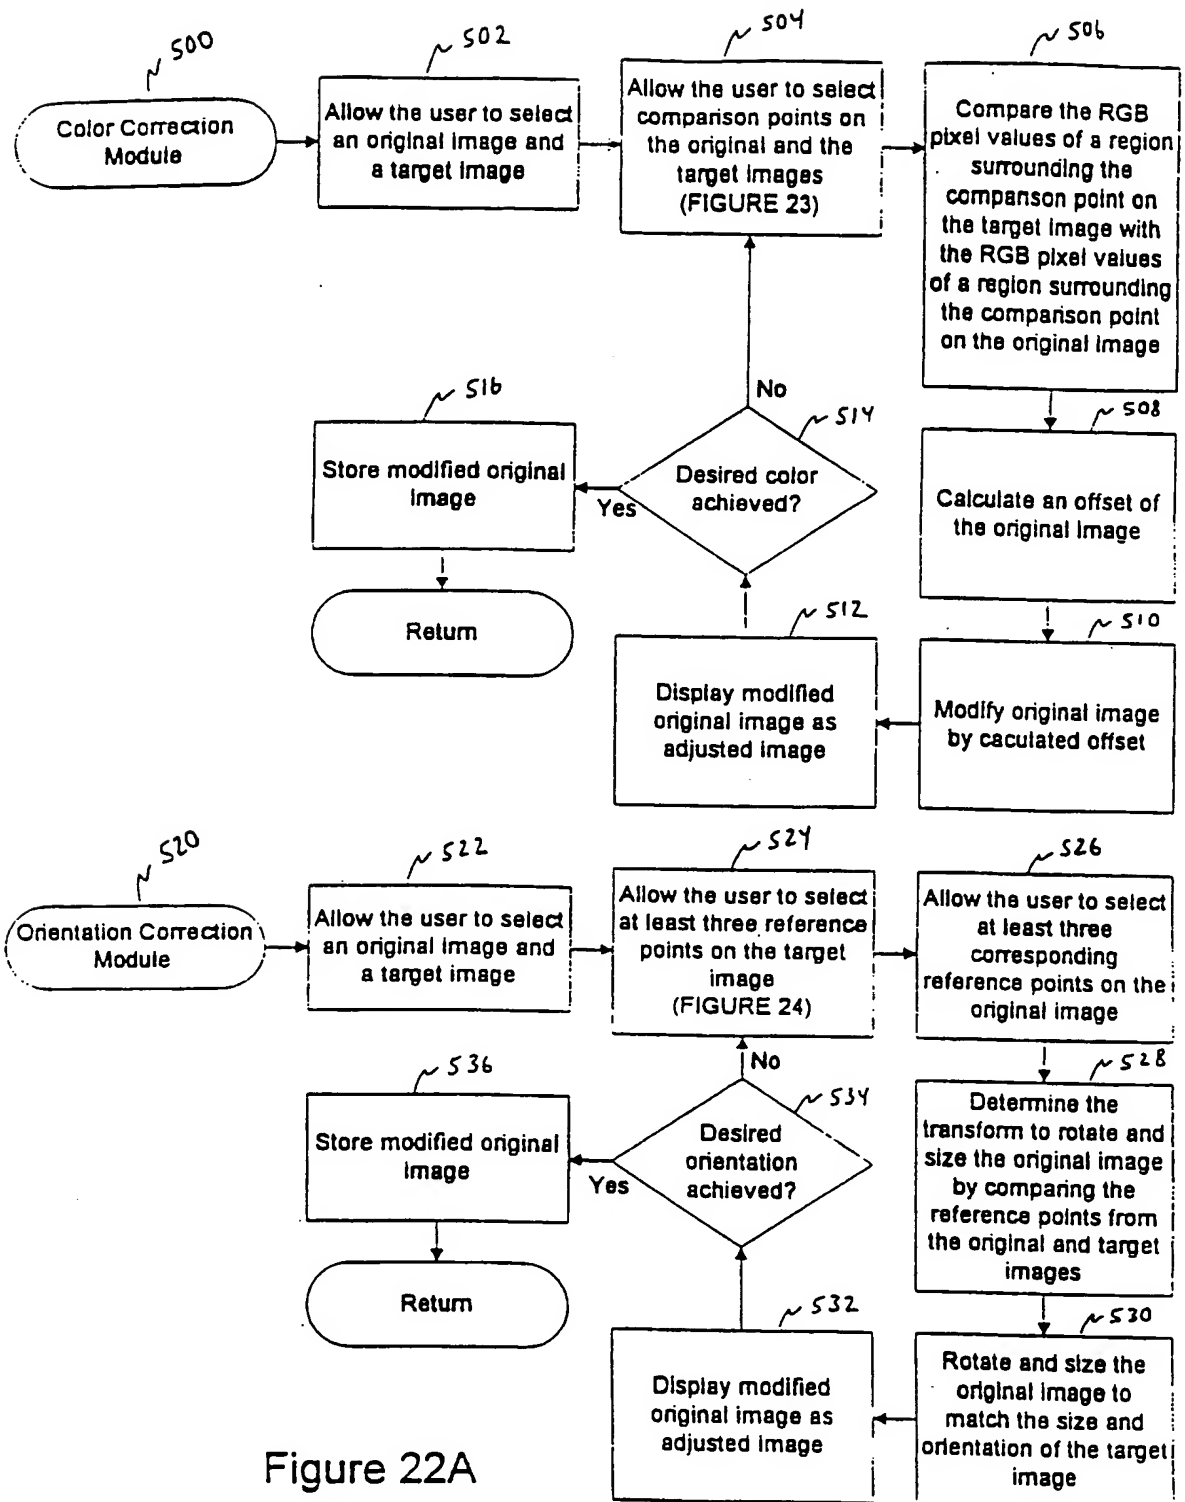 500
Color Correction
Module
502
Allow the user to select
an original image and
a target image
504
Allow the user to select
comparison points on
the original and the
target images
(FIGURE 23)
506
Compare the RGB
pixel values of a region
surrounding the
comparison point on
the target image with
the RGB pixel values
of a region surrounding
the comparison point
on the original image
508
Calculate an offset of
the original image
510
Modify original image
by caculated offset
512
Display modified
original image as
adjusted image
514
Desired color
achieved?
No
Yes
516
Store modified original
image
Return
520
Orientation Correction
Module
522
Allow the user to select
an original image and
a target image
524
Allow the user to select
at least three reference
points on the target
image
(FIGURE 24)
526
Allow the user to select
at least three
corresponding
reference points on the
original image
528
Determine the
transform to rotate and
size the original image
by comparing the
reference points from
the original and target
images
530
Rotate and size the
original image to
match the size and
orientation of the target
image
532
Display modified
original image as
adjusted image
534
Desired
orientation
achieved?
No
Yes
536
Store modified original
image
Return
Figure 22A